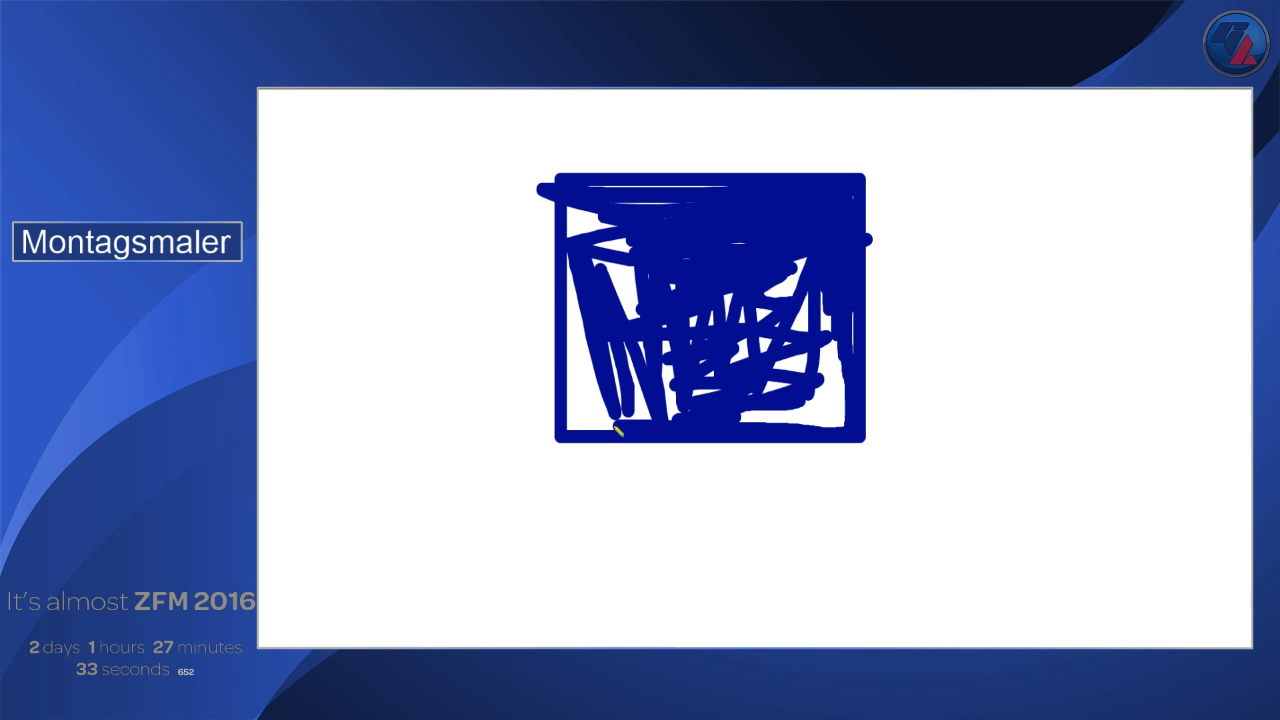 Montagsmaler
It's almost ZFM 2016
2 days 1 hours 27 minutes
33 seconds 652